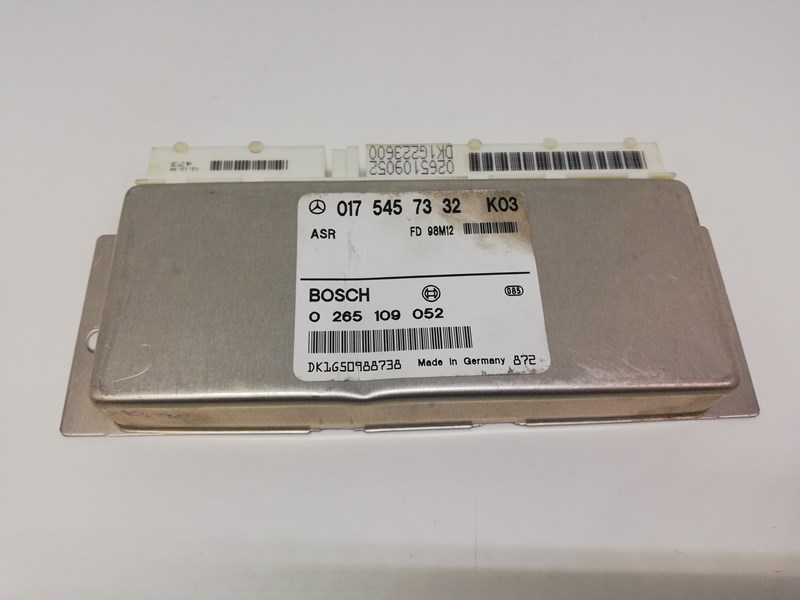 0265109052
DK1G223600
017 545 73 32 K03
ASR FD 98M12
BOSCH 085
0 265 109 052
DK1G50988738 Made in Germany 872